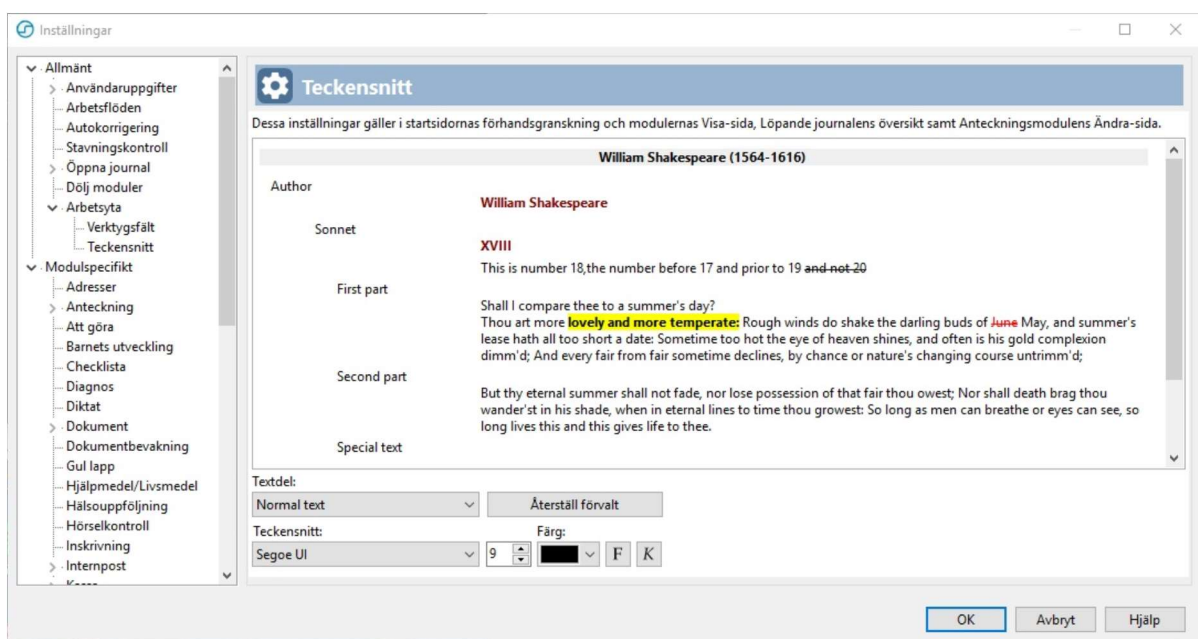 Inställningar
Allmänt
Användaruppgifter
Arbetsflöden
Autokorrigering
Stavningskontroll
Öppna journal
Dölj moduler
Arbetsyta
Verktygsfält
Teckensnitt
Modulspecifikt
Adresser
Anteckning
Att göra
Barnets utveckling
Checklista
Diagnos
Diktat
Dokument
Dokumentbevakning
Gul lapp
Hjälpmedel/Livsmedel
Hälsouppföljning
Hörselkontroll
Inskrivning
Internpost
Teckensnitt
Dessa inställningar gäller i startsidornas förhandsgranskning och modulernas Visa-sida, Löpande journalens översikt samt Anteckningsmodulens Ändra-sida.
William Shakespeare (1564-1616)
Author
William Shakespeare
Sonnet
XVIII
This is number 18,the number before 17 and prior to 19 and not 20
First part
Shall I compare thee to a summer's day?
Thou art more lovely and more temperate: Rough winds do shake the darling buds of June May, and summer's
lease hath all too short a date: Sometime too hot the eye of heaven shines, and often is his gold complexion
dimm'd; And every fair from fair sometime declines, by chance or nature's changing course untrimm'd;
Second part
But thy eternal summer shall not fade, nor lose possession of that fair thou owest; Nor shall death brag thou
wander'st in his shade, when in eternal lines to time thou growest: So long as men can breathe or eyes can see, so
long lives this and this gives life to thee.
Special text
Textdel:
Normal text
Återställ förvalt
Teckensnitt:
Färg:
Segoe UI
9
F
K
OK
Avbryt
Hjälp